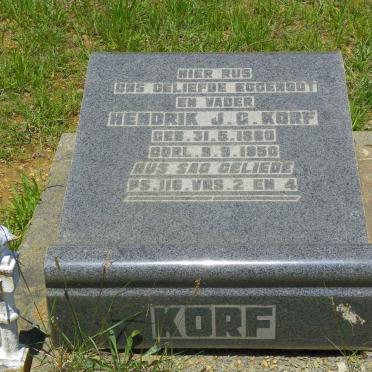 HIER RUS
ONS GELIEFDE EGGENOOT
EN VADER
HENDRIK J.C. KORF
GEB. 31.5.1880
OORL. 9.9.1950
RUS SAG GELIEDE
PS. 116. VRS. 2 EN 4
KORF